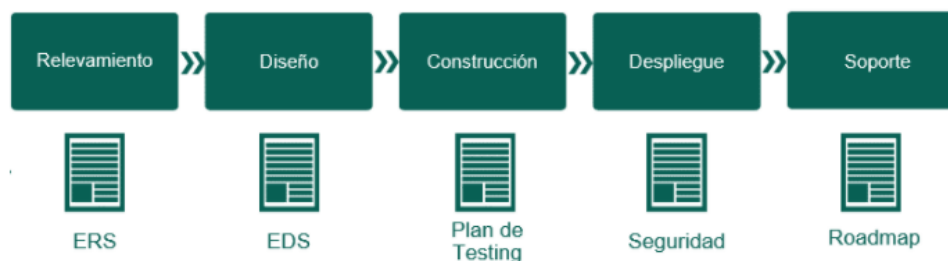 Relevamiento
Diseño
Construcción
Despliegue
Soporte
ERS
EDS
Plan de
Testing
Seguridad
Roadmap